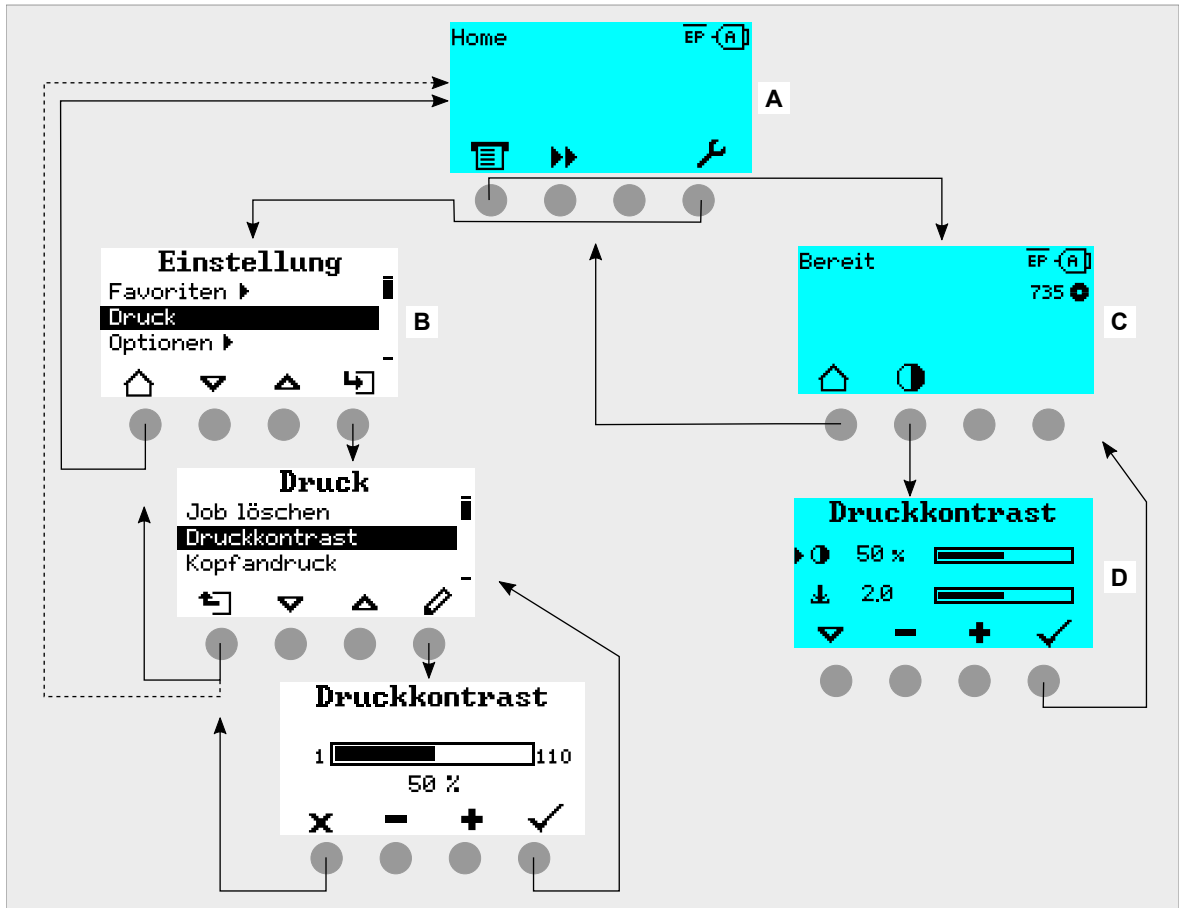 Home EP A
A
Einstellung
Favoriten
Druck
Optionen
B
Bereit EP A
735
C
Druck
Job löschen
Druckkontrast
Kopfandruck
Druckkontrast
50 %
2.0
D
Druckkontrast
1 110
50 %